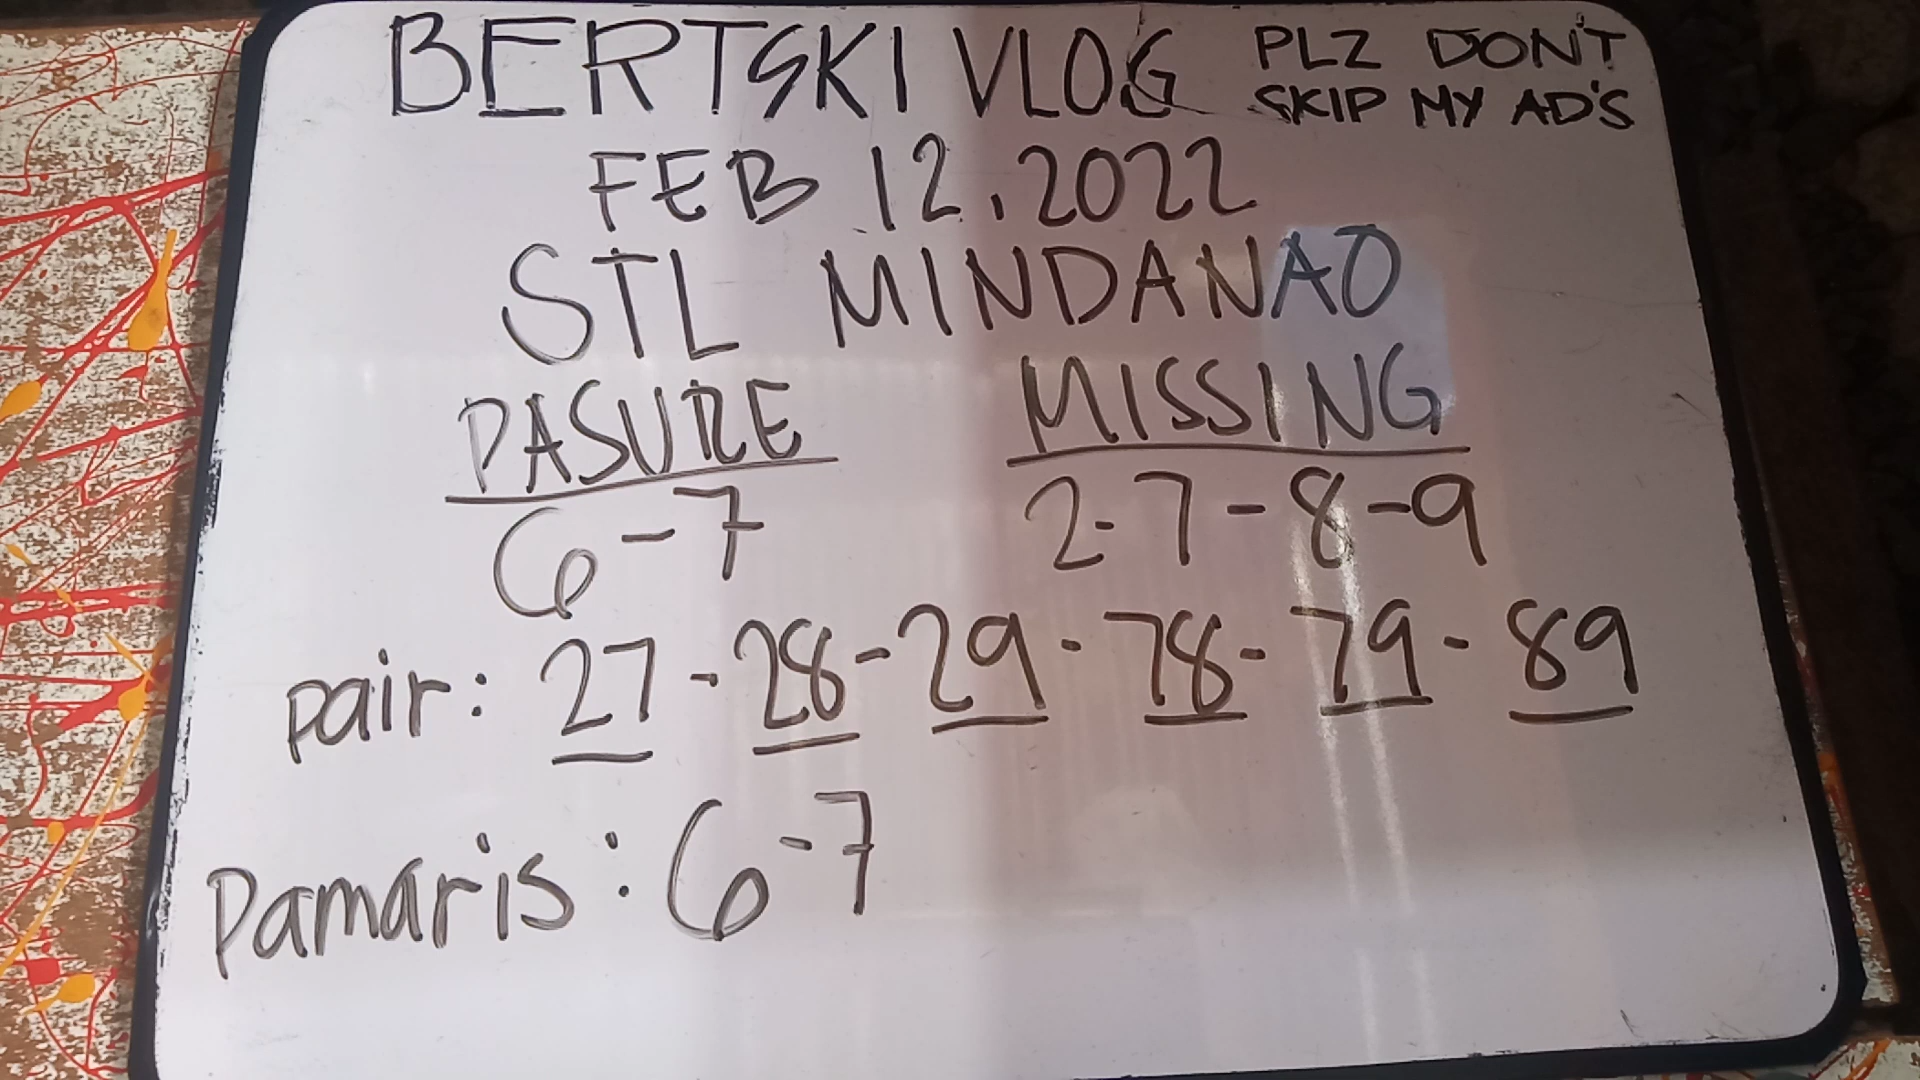 BERTSKI VLOG
PLZ DON'T
SKIP MY AD'S
FEB 12.2022
STL MINDANAO
PASURE
6-7
MISSING
2-7-8-9
pair: 27-28-29-78-79-89
Pamaris: 6-7